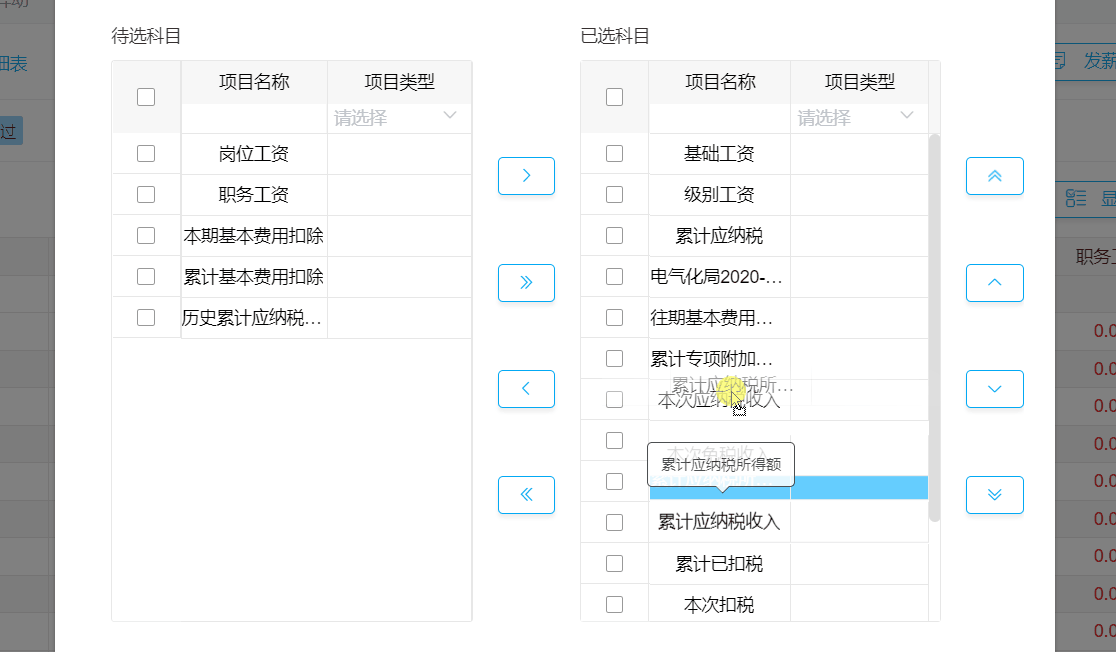 细表
过
待选科目
项目名称 项目类型
请选择
岗位工资
职务工资
本期基本费用扣除
累计基本费用扣除
历史累计应纳税…
已选科目
项目名称 项目类型
请选择
基础工资
级别工资
累计应纳税
电气化局2020-…
往期基本费用…
累计专项附加…
累计应纳税所…
本次应纳税收入
本次免税收入
累计应纳税所得额
累计应纳税收入
累计已扣税
本次扣税
发薪
显
职务工
0.0
0.0
0.0
0.0
0.0
0.0
0.0
0.0
0.0